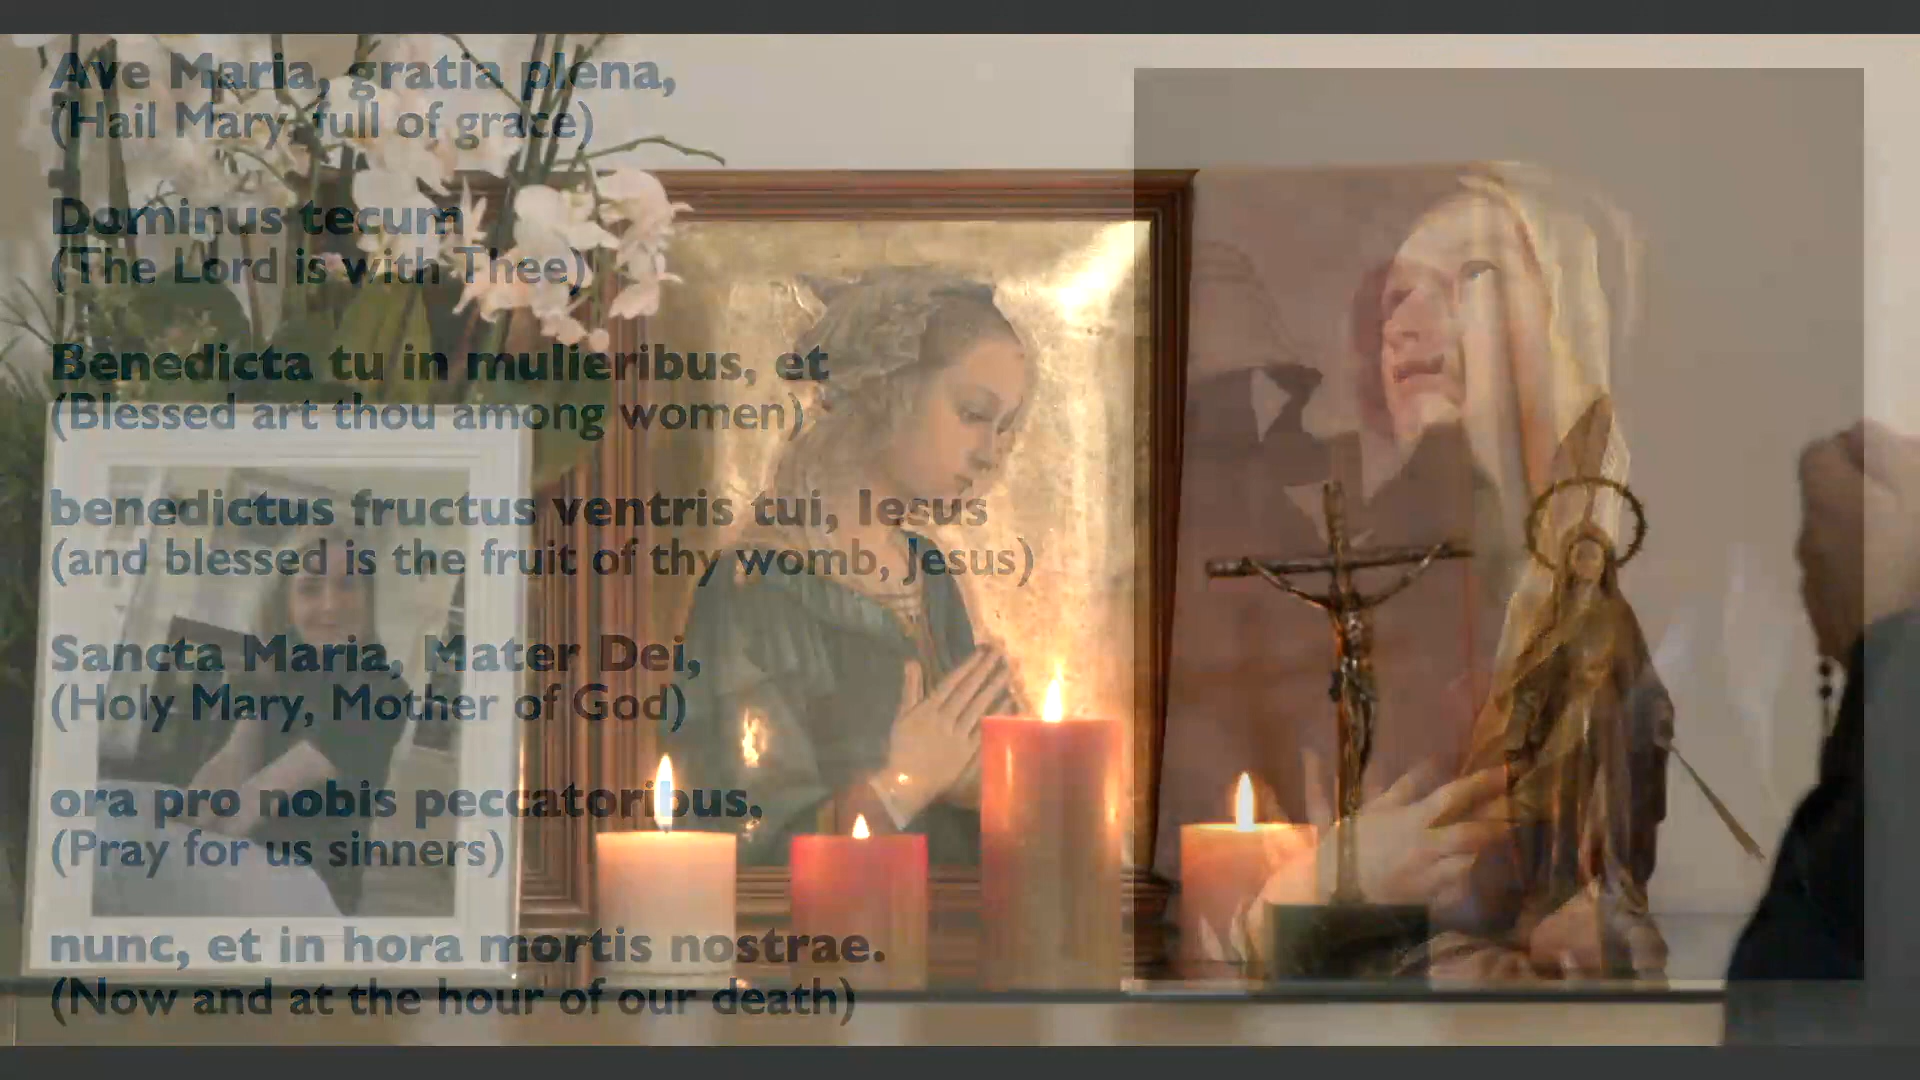 Ave Maria, gratia plena,
(Hail Mary, full of grace)
Dominus tecum
(The Lord is with Thee)
Benedicta tu in mulieribus, et
(Blessed art thou among women)
benedictus fructus ventris tui, Iesus
(and blessed is the fruit of thy womb, Jesus)
Sancta Maria, Mater Dei,
(Holy Mary, Mother of God)
ora pro nobis peccatoribus.
(Pray for us sinners)
nunc, et in hora mortis nostrae.
(Now and at the hour of our death)